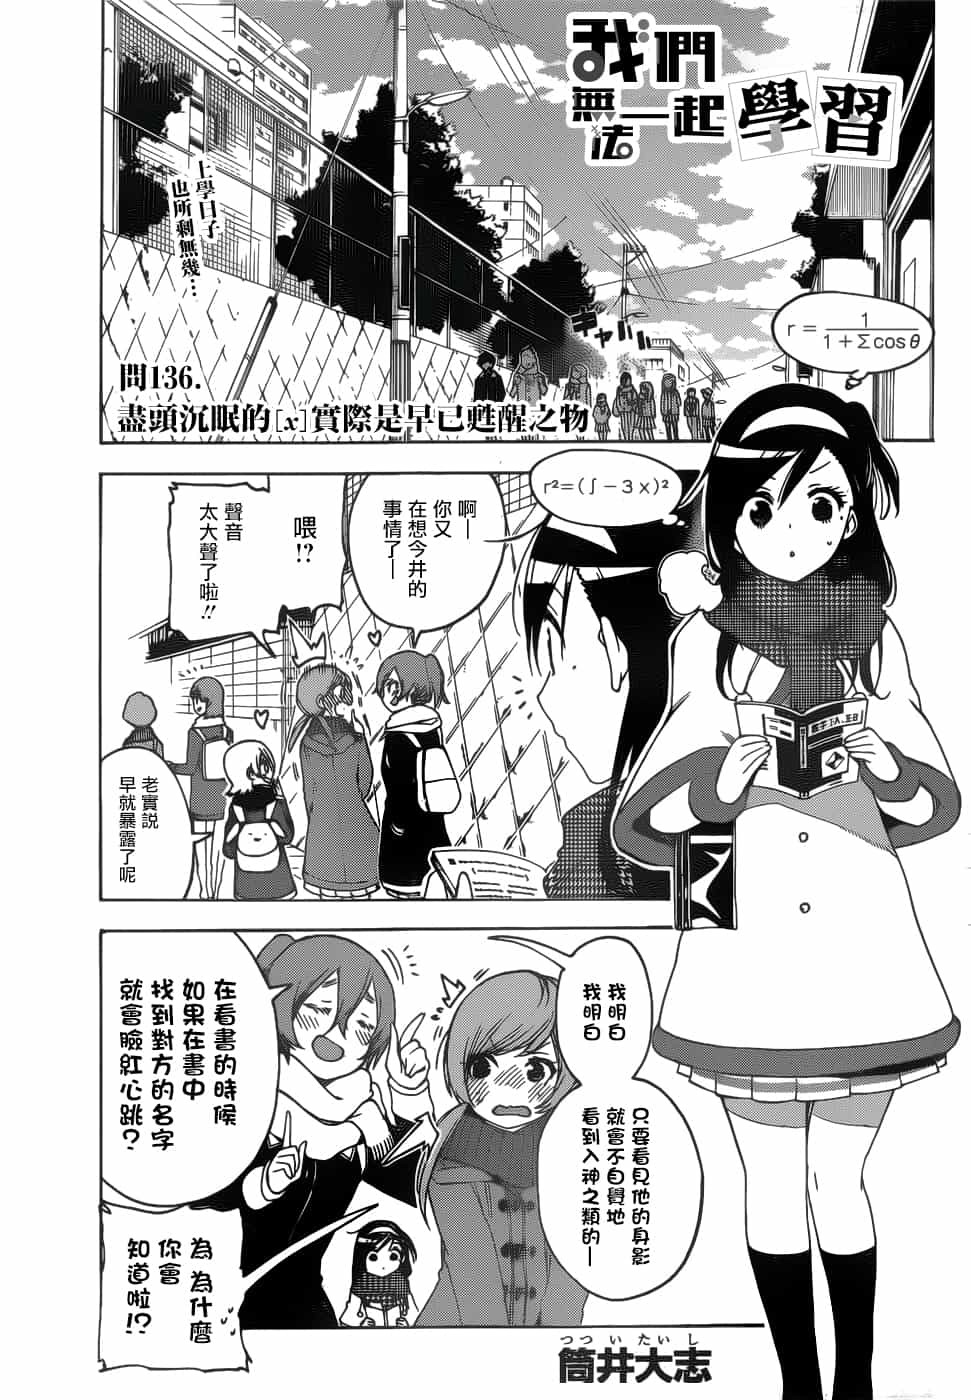 我們
無法一起學習
上學日子
也所剩無幾…
ギャハハ
r = 1 / 1 + Σcosθ
問136.
盡頭沉眠的[x]實際是早已甦醒之物
r²=(∫−3x)²
啊—
你又
在想今井的
事情了—
喂!?
聲音
太大聲了啦!!
老實説
早就暴露了呢
我明白
我明白
只要看見他的身影
就會不自覺地
看到入神之類的—
在看書的時候
如果在書中
找到對方的名字
就會臉紅心跳?
為 為什麼
你會
知道啦!?
つつ い たい し
筒井大志